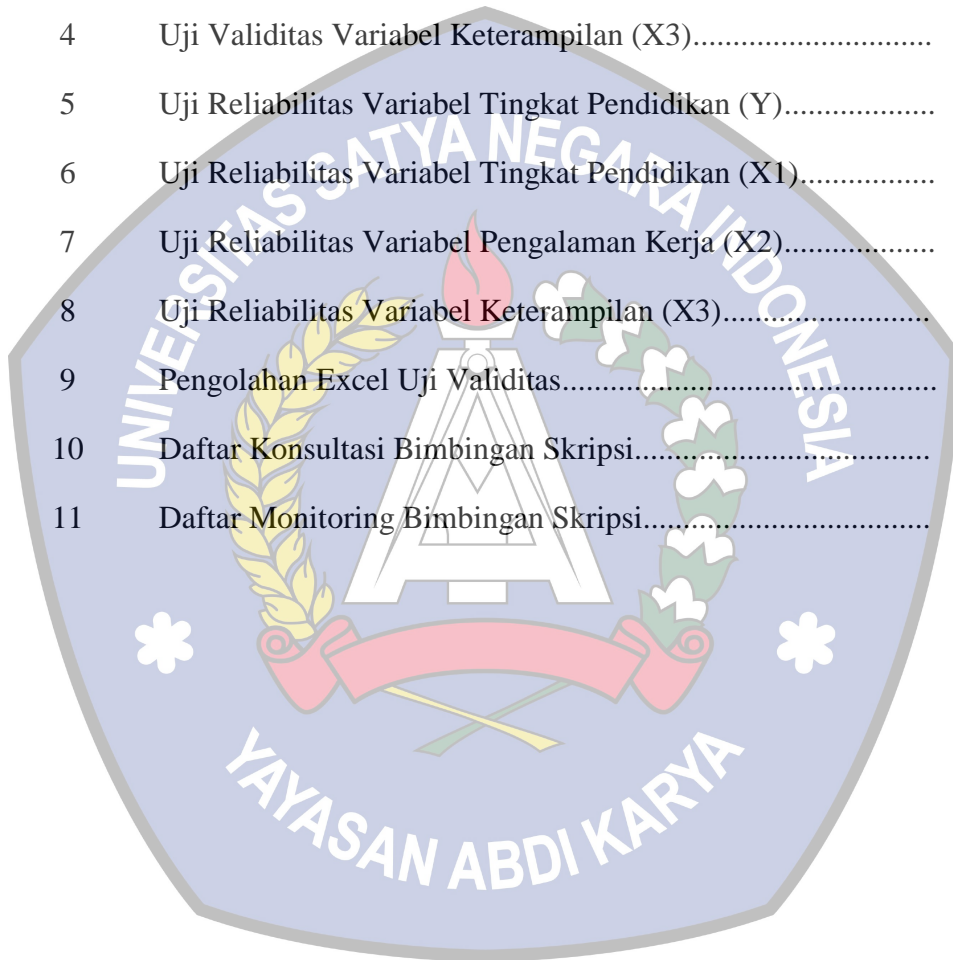 4 Uji Validitas Variabel Keterampilan (X3)..............................
5 Uji Reliabilitas Variabel Tingkat Pendidikan (Y)...................
6 Uji Reliabilitas Variabel Tingkat Pendidikan (X1).................
7 Uji Reliabilitas Variabel Pengalaman Kerja (X2)...................
8 Uji Reliabilitas Variabel Keterampilan (X3)..........................
9 Pengolahan Excel Uji Validitas...............................................
10 Daftar Konsultasi Bimbingan Skripsi.....................................
11 Daftar Monitoring Bimbingan Skripsi....................................
UNIVERSITAS SATYA NEGARA INDONESIA
YAYASAN ABDI KARYA